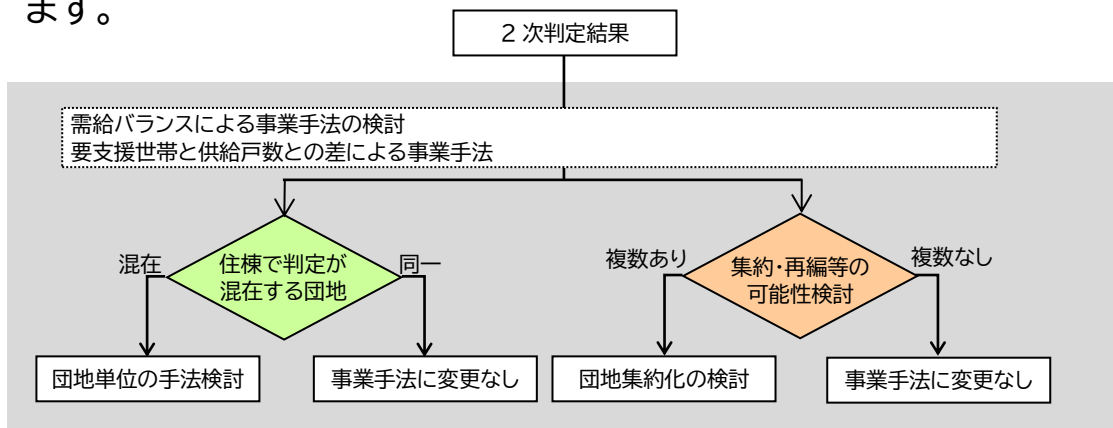 ます。
2次判定結果
需給バランスによる事業手法の検討
要支援世帯と供給戸数との差による事業手法
混在
住棟で判定が
混在する団地
同一
複数あり
集約・再編等の
可能性検討
複数なし
団地単位の手法検討
事業手法に変更なし
団地集約化の検討
事業手法に変更なし